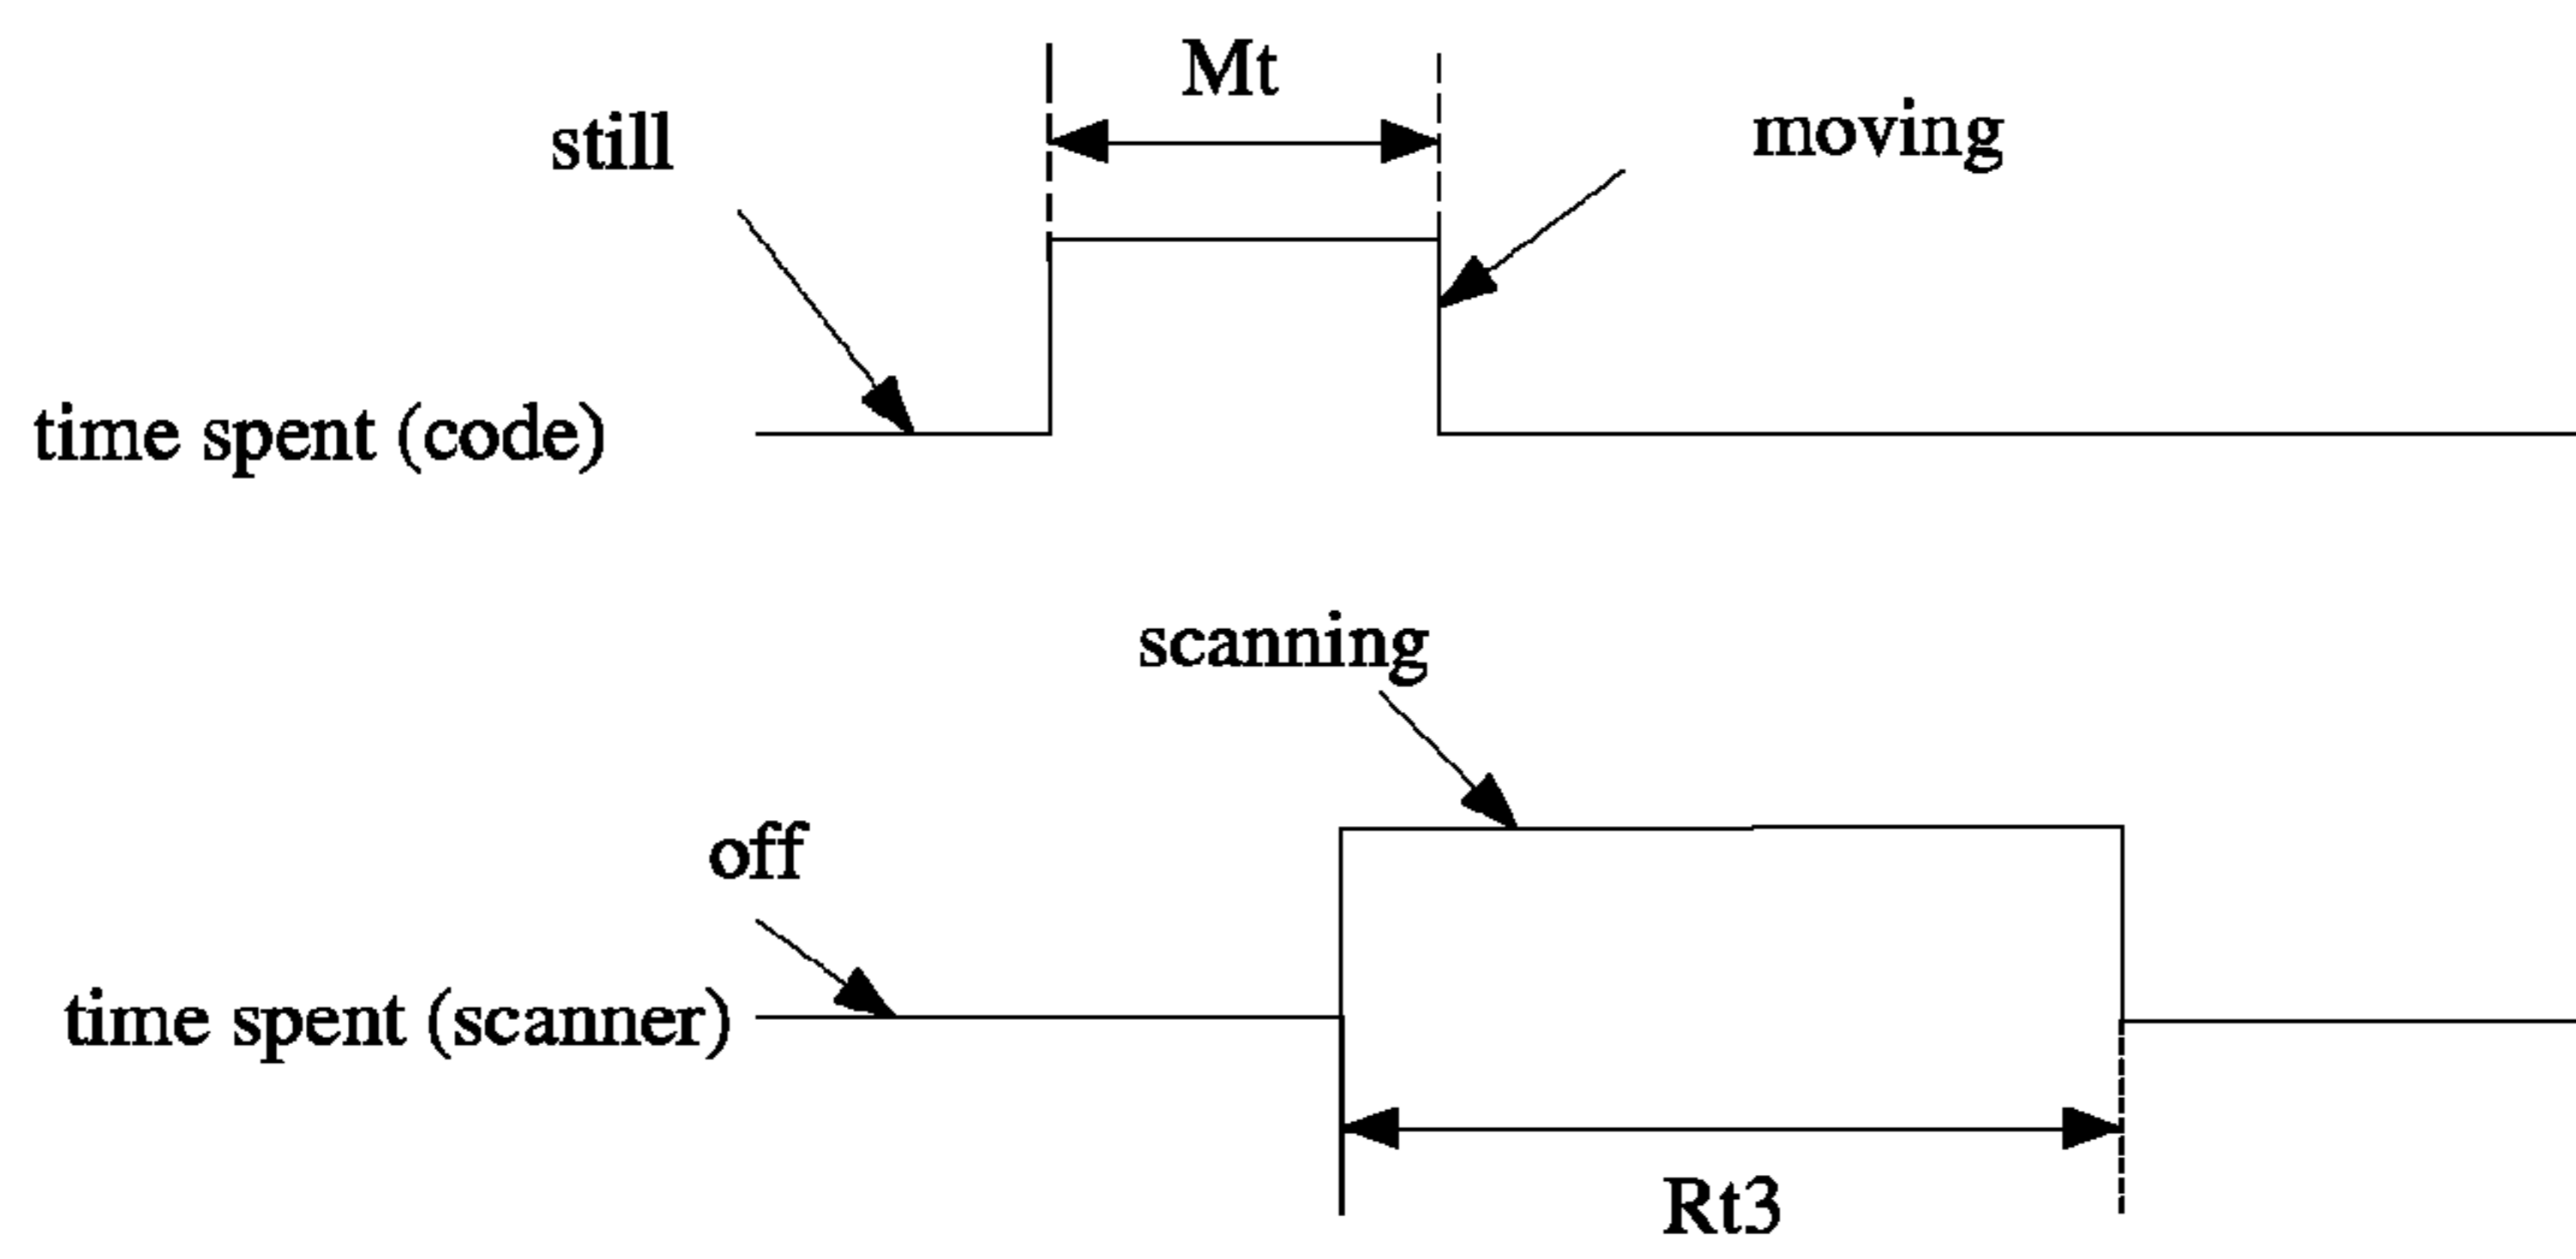 Mt
still
moving
time spent (code)
scanning
off
time spent (scanner)
Rt3